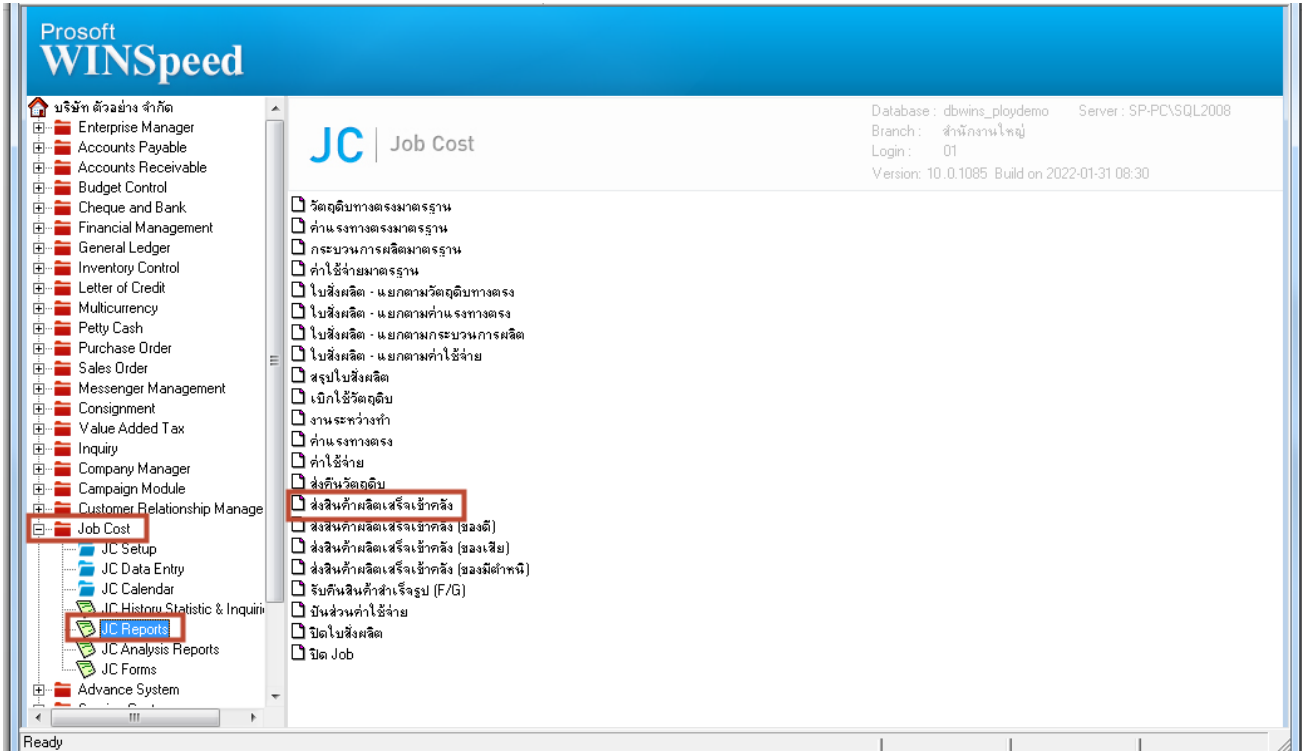 Prosoft
WINSpeed
บริษัท ตัวอย่าง จำกัด
Enterprise Manager
Accounts Payable
Accounts Receivable
Budget Control
Cheque and Bank
Financial Management
General Ledger
Inventory Control
Letter of Credit
Multicurrency
Petty Cash
Purchase Order
Sales Order
Messenger Management
Consignment
Value Added Tax
Inquiry
Company Manager
Campaign Module
Customer Relationship Manage
Job Cost
JC Setup
JC Data Entry
JC Calendar
JC History Statistic & Inquiri
JC Reports
JC Analysis Reports
JC Forms
Advance System
JC Job Cost
Database : dbwins_ploydemo Server : SP-PC\SQL2008
Branch : สำนักงานใหญ่
Login : 01
Version: 10.0.1085 Build on 2022-01-31 08:30
วัตถุดิบทางตรงมาตรฐาน
ค่าแรงทางตรงมาตรฐาน
กระบวนการผลิตมาตรฐาน
ค่าใช้จ่ายมาตรฐาน
ใบสั่งผลิต - แยกตามวัตถุดิบทางตรง
ใบสั่งผลิต - แยกตามค่าแรงทางตรง
ใบสั่งผลิต - แยกตามกระบวนการผลิต
ใบสั่งผลิต - แยกตามค่าใช้จ่าย
สรุปใบสั่งผลิต
เบิกใช้วัตถุดิบ
งานระหว่างทำ
ค่าแรงทางตรง
ค่าใช้จ่าย
ส่งคืนวัตถุดิบ
ส่งสินค้าผลิตเสร็จเข้าคลัง
ส่งสินค้าผลิตเสร็จเข้าคลัง (ของดี)
ส่งสินค้าผลิตเสร็จเข้าคลัง (ของเสีย)
ส่งสินค้าผลิตเสร็จเข้าคลัง (ของมีตำหนิ)
รับคืนสินค้าสำเร็จรูป (F/G)
ปันส่วนค่าใช้จ่าย
ปิดใบสั่งผลิต
ปิด Job
Ready